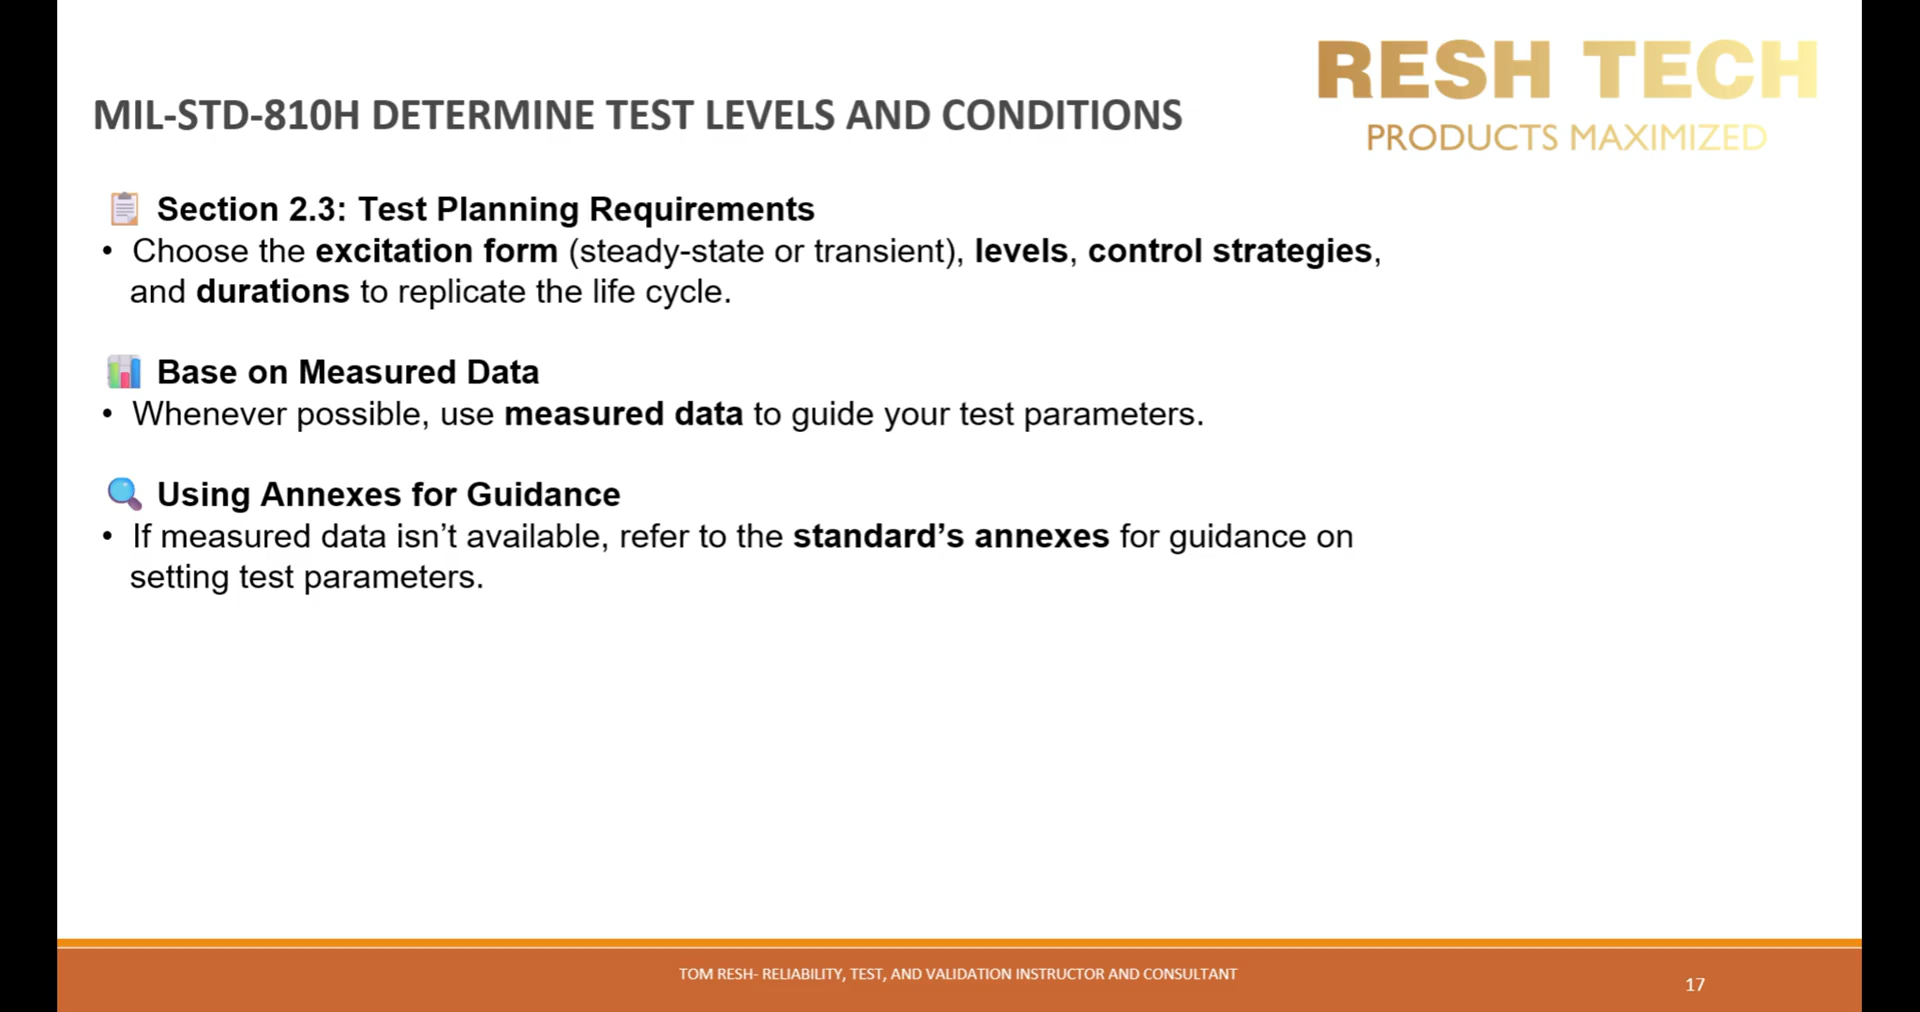 RESH TECH
PRODUCTS MAXIMIZED
MIL-STD-810H DETERMINE TEST LEVELS AND CONDITIONS
📋 Section 2.3: Test Planning Requirements
• Choose the excitation form (steady-state or transient), levels, control strategies,
and durations to replicate the life cycle.
📊 Base on Measured Data
• Whenever possible, use measured data to guide your test parameters.
🔍 Using Annexes for Guidance
• If measured data isn’t available, refer to the standard’s annexes for guidance on
setting test parameters.
TOM RESH- RELIABILITY, TEST, AND VALIDATION INSTRUCTOR AND CONSULTANT
17